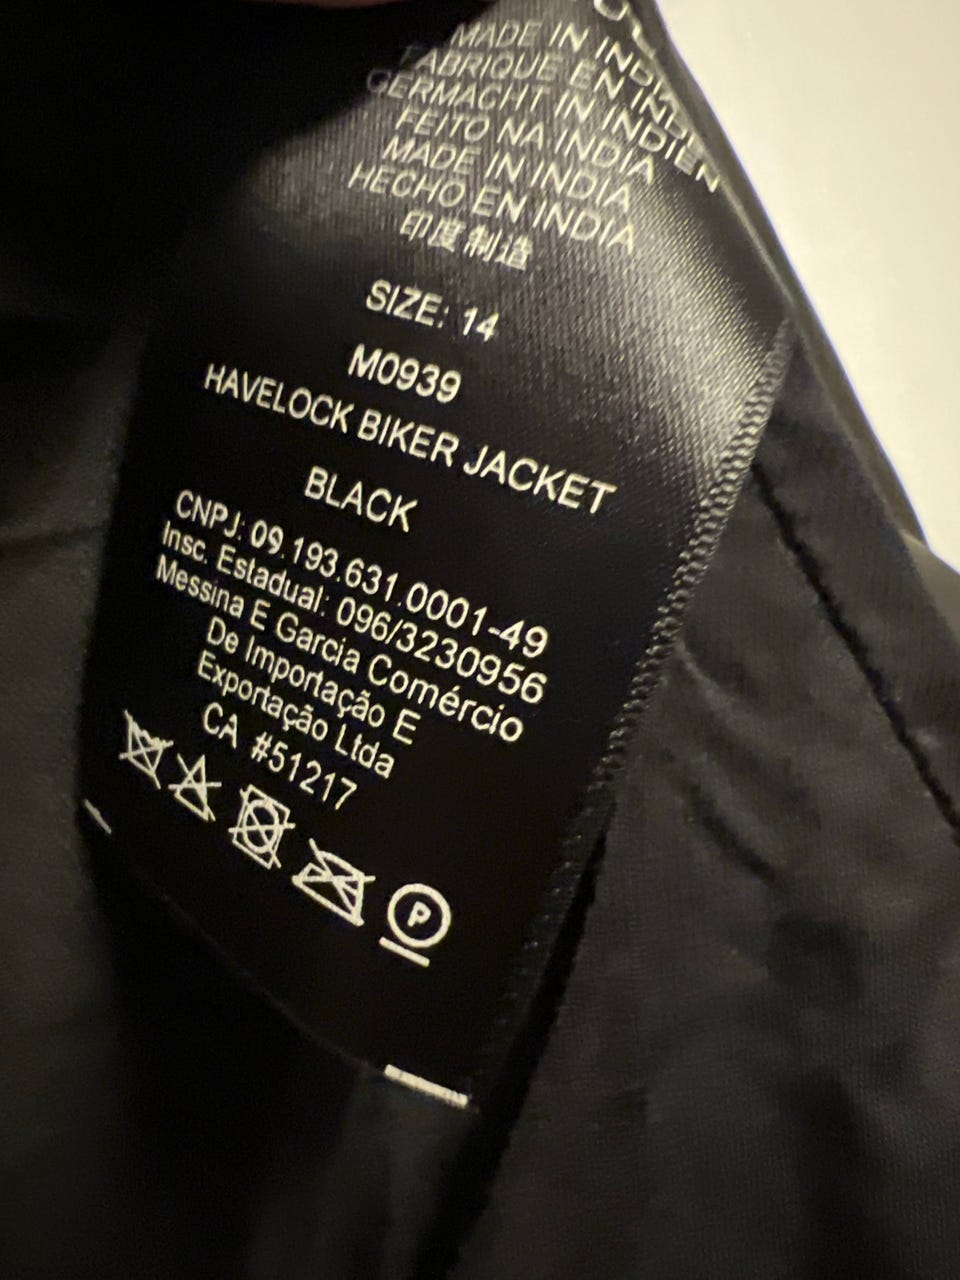 MADE IN INDIA
FABRIQUE EN INDIEN
GERMACHT IN INDIEN
FEITO NA INDIA
MADE IN INDIA
HECHO EN INDIA
印度制造
SIZE: 14
M0939
HAVELOCK BIKER JACKET
BLACK
CNPJ: 09.193.631.0001-49
Insc. Estadual: 096/3230956
Messina E Garcia Comércio
De Importação E
Exportação Ltda
CA #51217
P